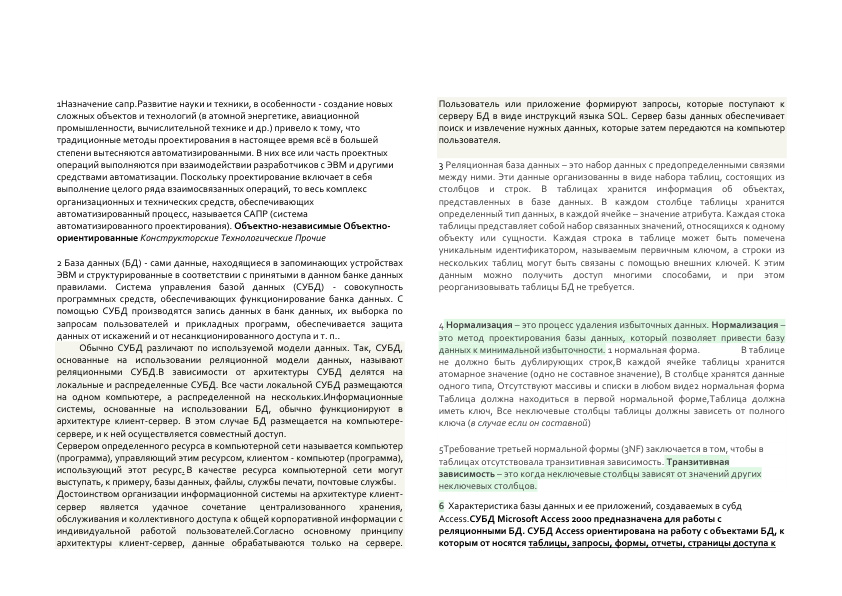 1Назначение сапр.Развитие науки и техники, в особенности - создание новых
сложных объектов и технологий (в атомной энергетике, авиационной
промышленности, вычислительной технике и др.) привело к тому, что
традиционные методы проектирования в настоящее время всё в большей
степени вытесняются автоматизированными. В них все или часть проектных
операций выполняются при взаимодействии разработчиков с ЭВМ и другими
средствами автоматизации. Поскольку проектирование включает в себя
выполнение целого ряда взаимосвязанных операций, то весь комплекс
организационных и технических средств, обеспечивающих
автоматизированный процесс, называется САПР (система
автоматизированного проектирования). Объектно-независимые Объектно-
ориентированные Конструкторские Технологические Прочие
2 База данных (БД) - сами данные, находящиеся в запоминающих устройствах
ЭВМ и структурированные в соответствии с принятыми в данном банке данных
правилами. Система управления базой данных (СУБД) - совокупность
программных средств, обеспечивающих функционирование банка данных. С
помощью СУБД производятся запись данных в банк данных, их выборка по
запросам пользователей и прикладных программ, обеспечивается защита
данных от искажений и от несанкционированного доступа и т. п..
Обычно СУБД различают по используемой модели данных. Так, СУБД,
основанные на использовании реляционной модели данных, называют
реляционными СУБД.В зависимости от архитектуры СУБД делятся на
локальные и распределенные СУБД. Все части локальной СУБД размещаются
на одном компьютере, а распределенной на нескольких.Информационные
системы, основанные на использовании БД, обычно функционируют в
архитектуре клиент-сервер. В этом случае БД размещается на компьютере-
сервере, и к ней осуществляется совместный доступ.
Сервером определенного ресурса в компьютерной сети называется компьютер
(программа), управляющий этим ресурсом, клиентом - компьютер (программа),
использующий этот ресурс.В качестве ресурса компьютерной сети могут
выступать, к примеру, базы данных, файлы, службы печати, почтовые службы.
Достоинством организации информационной системы на архитектуре клиент-
сервер является удачное сочетание централизованного хранения,
обслуживания и коллективного доступа к общей корпоративной информации с
индивидуальной работой пользователей.Согласно основному принципу
архитектуры клиент-сервер, данные обрабатываются только на сервере.
Пользователь или приложение формируют запросы, которые поступают к
серверу БД в виде инструкций языка SQL. Сервер базы данных обеспечивает
поиск и извлечение нужных данных, которые затем передаются на компьютер
пользователя.
3 Реляционная база данных – это набор данных с предопределенными связями
между ними. Эти данные организованны в виде набора таблиц, состоящих из
столбцов и строк. В таблицах хранится информация об объектах,
представленных в базе данных. В каждом столбце таблицы хранится
определенный тип данных, в каждой ячейке – значение атрибута. Каждая стока
таблицы представляет собой набор связанных значений, относящихся к одному
объекту или сущности. Каждая строка в таблице может быть помечена
уникальным идентификатором, называемым первичным ключом, а строки из
нескольких таблиц могут быть связаны с помощью внешних ключей. К этим
данным можно получить доступ многими способами, и при этом
реорганизовывать таблицы БД не требуется.
4 Нормализация – это процесс удаления избыточных данных. Нормализация –
это метод проектирования базы данных, который позволяет привести базу
данных к минимальной избыточности. 1 нормальная форма. В таблице
не должно быть дублирующих строк,В каждой ячейке таблицы хранится
атомарное значение (одно не составное значение), В столбце хранятся данные
одного типа, Отсутствуют массивы и списки в любом виде2 нормальная форма
Таблица должна находиться в первой нормальной форме,Таблица должна
иметь ключ, Все неключевые столбцы таблицы должны зависеть от полного
ключа (в случае если он составной)
5Требование третьей нормальной формы (3NF) заключается в том, чтобы в
таблицах отсутствовала транзитивная зависимость. Транзитивная
зависимость – это когда неключевые столбцы зависят от значений других
неключевых столбцов.
6 Характеристика базы данных и ее приложений, создаваемых в субд
Access.СУБД Microsoft Access 2000 предназначена для работы с
реляционными БД. СУБД Access ориентирована на работу с объектами БД, к
которым от носятся таблицы, запросы, формы, отчеты, страницы доступа к